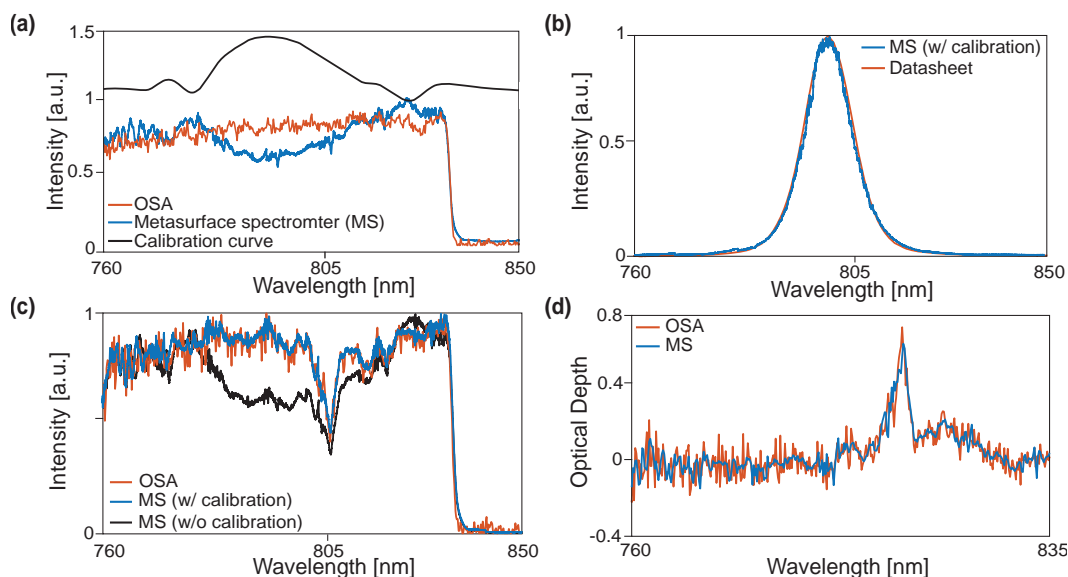 (a)
1.5
1
0.5
0
Intensity [a.u.]
OSA
Metasurface spectromter (MS)
Calibration curve
760
805
850
Wavelength [nm]
(b)
1
0.5
0
Intensity [a.u.]
MS (w/ calibration)
Datasheet
760
805
850
Wavelength [nm]
(c)
1
0
Intensity [a.u.]
OSA
MS (w/ calibration)
MS (w/o calibration)
760
805
850
Wavelength [nm]
(d)
0.8
0.4
0
-0.4
Optical Depth
OSA
MS
760
835
Wavelength [nm]